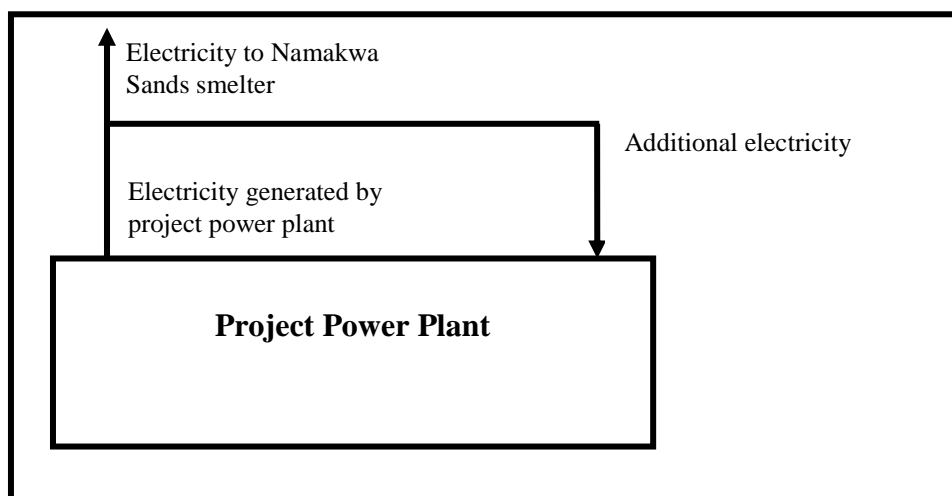 Electricity to Namakwa
Sands smelter
Additional electricity
Electricity generated by
project power plant
Project Power Plant